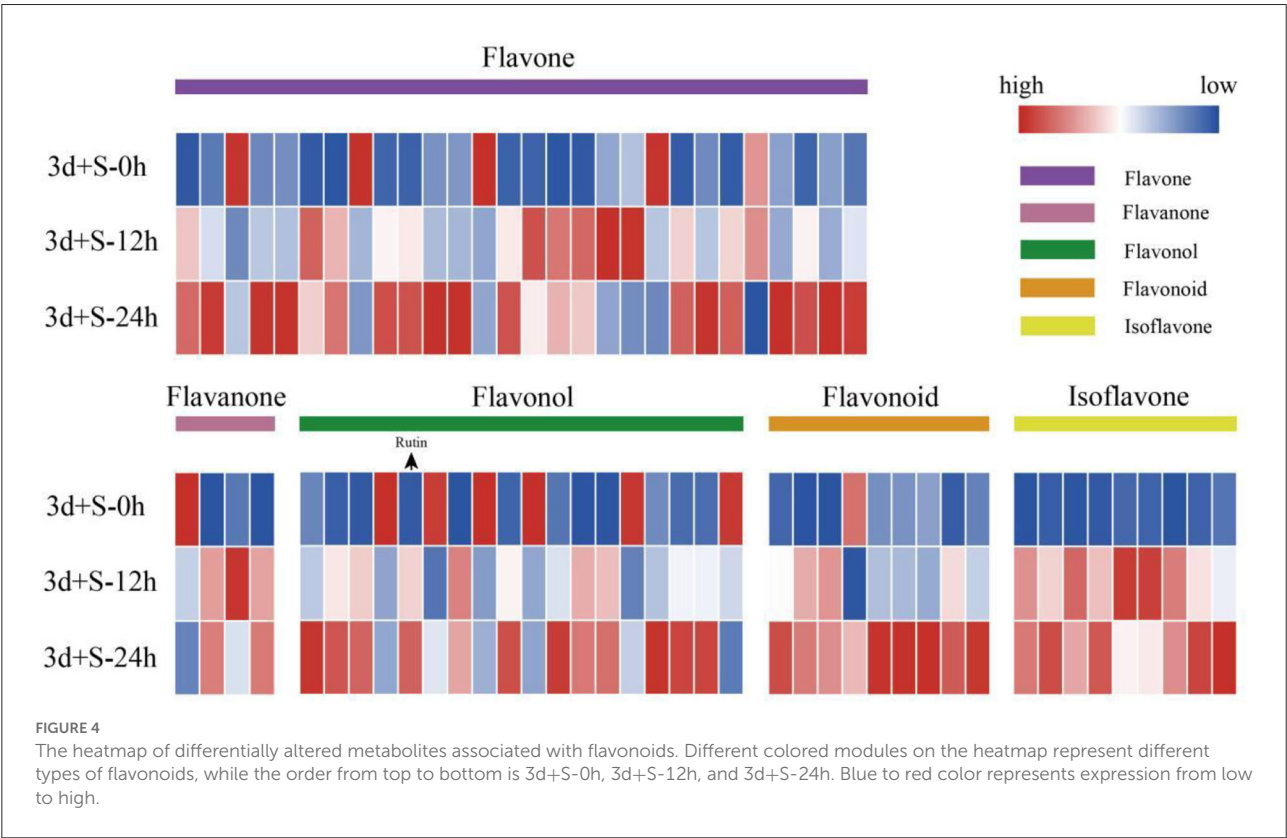 Flavone
high low
3d+S-0h
3d+S-12h
3d+S-24h
Flavone
Flavanone
Flavonol
Flavonoid
Isoflavone
Flavanone Flavonol Flavonoid Isoflavone
Rutin
3d+S-0h
3d+S-12h
3d+S-24h
FIGURE 4
The heatmap of differentially altered metabolites associated with flavonoids. Different colored modules on the heatmap represent different
types of flavonoids, while the order from top to bottom is 3d+S-0h, 3d+S-12h, and 3d+S-24h. Blue to red color represents expression from low
to high.